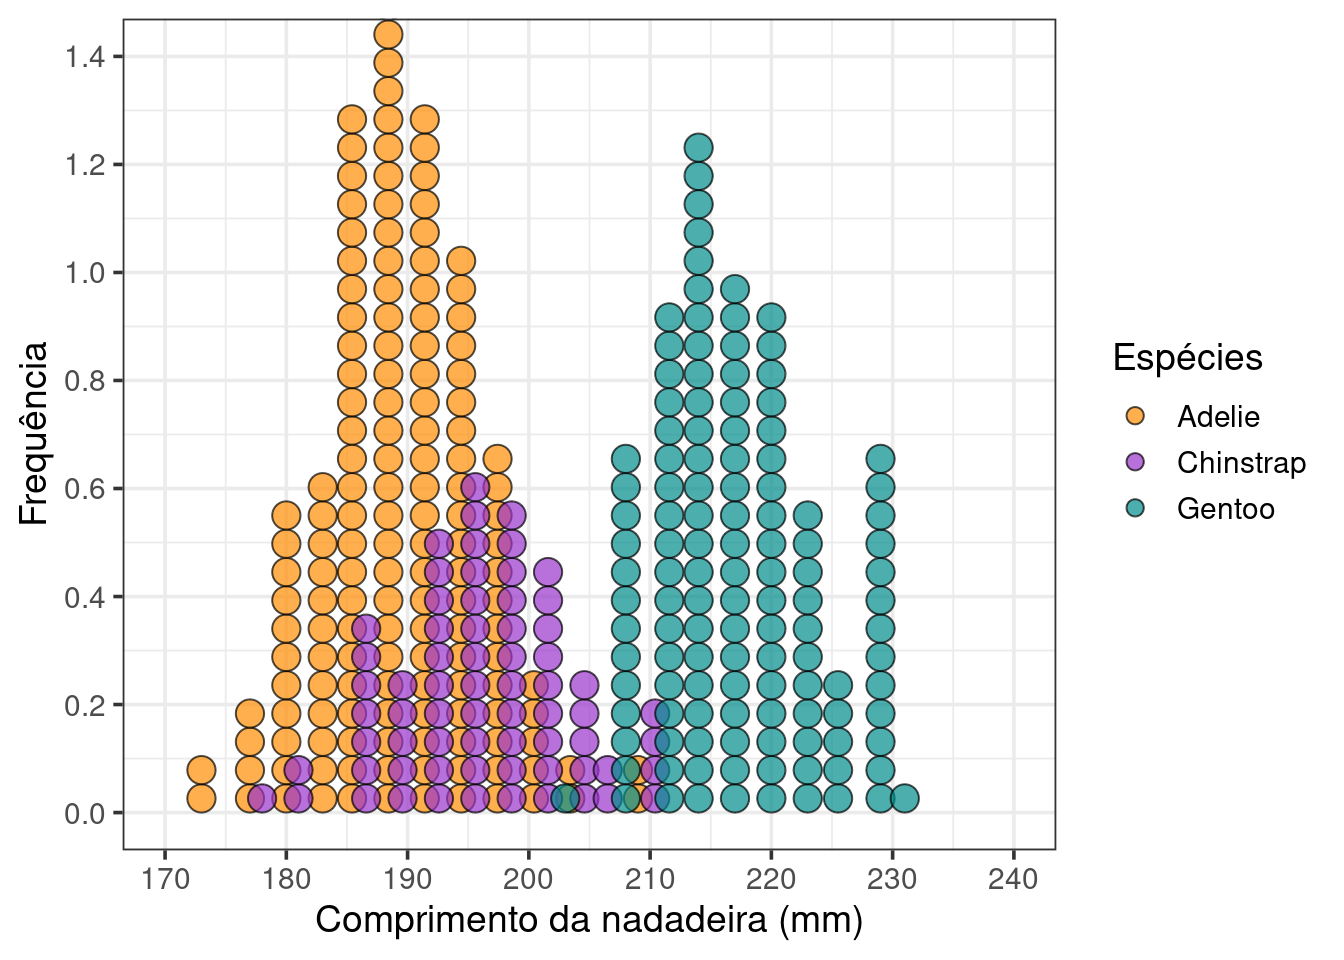 1.4
1.2
1.0
0.8
0.6
0.4
0.2
0.0
Frequência
170 180 190 200 210 220 230 240
Comprimento da nadadeira (mm)
Espécies
Adelie
Chinstrap
Gentoo